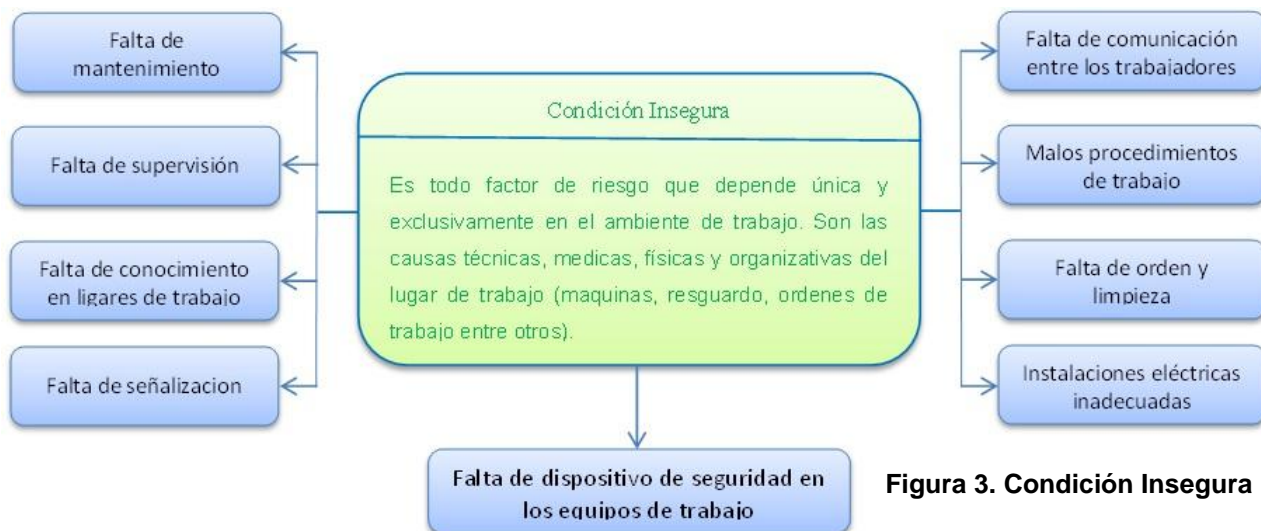 Falta de
mantenimiento
Falta de supervisión
Falta de conocimiento
en ligares de trabajo
Falta de señalizacion
Condición Insegura
Es todo factor de riesgo que depende única y
exclusivamente en el ambiente de trabajo. Son las
causas técnicas, medicas, físicas y organizativas del
lugar de trabajo (maquinas, resguardo, ordenes de
trabajo entre otros).
Falta de comunicación
entre los trabajadores
Malos procedimientos
de trabajo
Falta de orden y
limpieza
Instalaciones eléctricas
inadecuadas
Falta de dispositivo de seguridad en
los equipos de trabajo
Figura 3. Condición Insegura